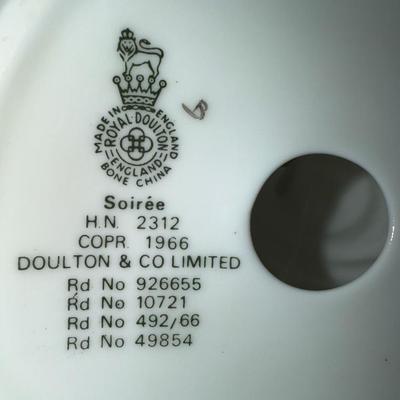 MADE IN ENGLAND
ROYAL·DOULTON
ENGLAND
BONE CHINA
Soirée
H.N. 2312
COPR. 1966
DOULTON & CO LIMITED
Rd No 926655
Rd No 10721
Rd No 492/66
Rd No 49854